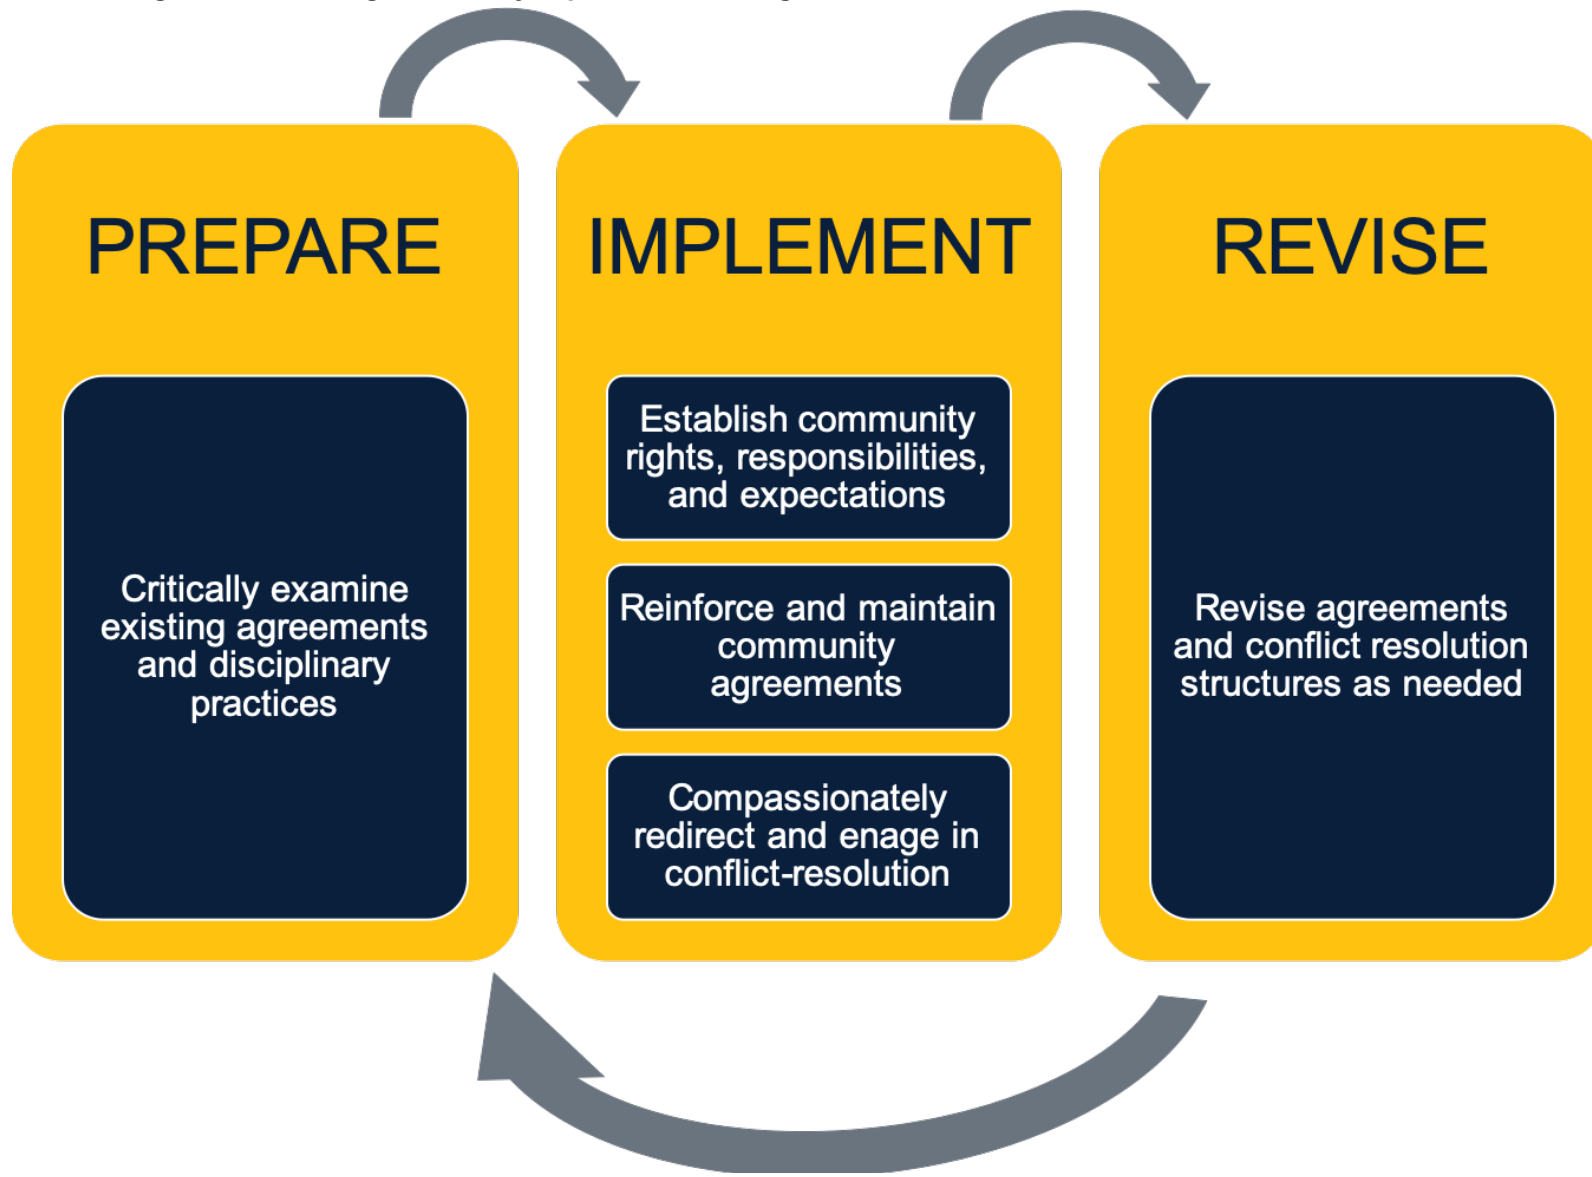 PREPARE
Critically examine
existing agreements
and disciplinary
practices
IMPLEMENT
Establish community
rights, responsibilities,
and expectations
Reinforce and maintain
community
agreements
Compassionately
redirect and enage in
conflict-resolution
REVISE
Revise agreements
and conflict resolution
structures as needed